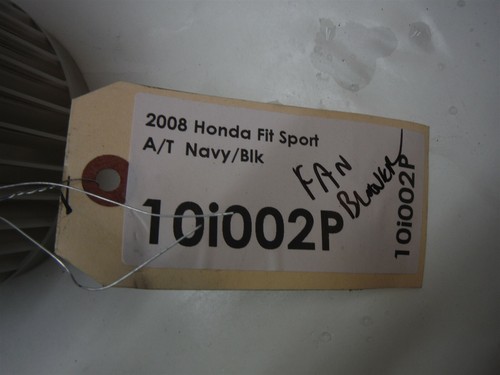 2008 Honda Fit Sport
A/T Navy/Blk
FAN
BLOWER
10i002P
10i002P